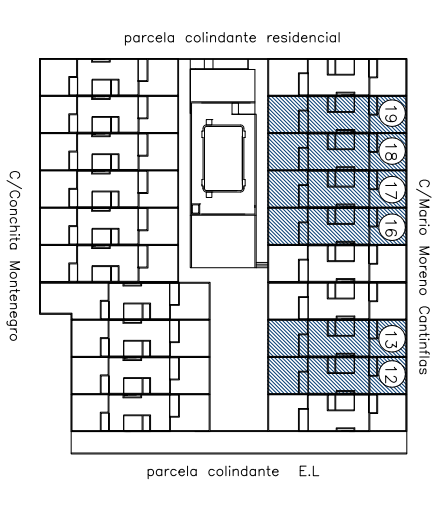 parcela colindante residencial
C/Conchita Montenegro
19
18
17
16
13
12
C/Mario Moreno Cantinflas
parcela colindante E.L